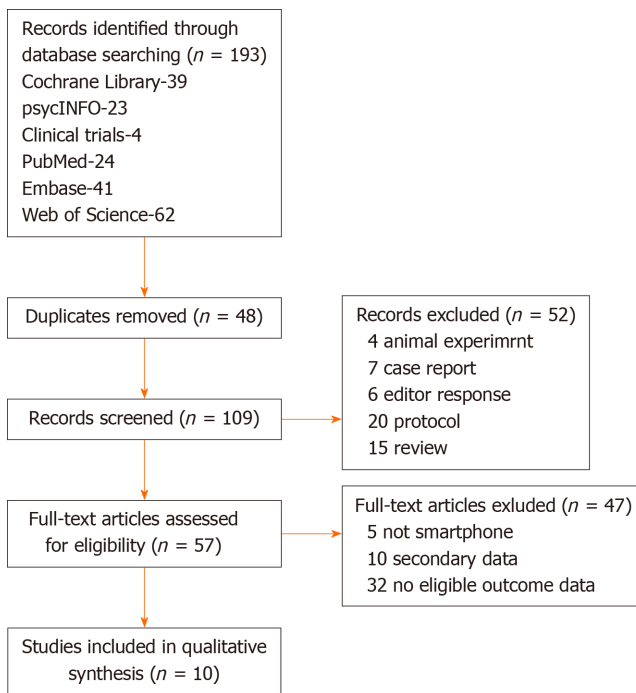 Records identified through
database searching (n = 193)
Cochrane Library-39
psycINFO-23
Clinical trials-4
PubMed-24
Embase-41
Web of Science-62
Duplicates removed (n = 48)
Records excluded (n = 52)
4 animal experimrnt
7 case report
6 editor response
20 protocol
15 review
Records screened (n = 109)
Full-text articles assessed
for eligibility (n = 57)
Full-text articles exluded (n = 47)
5 not smartphone
10 secondary data
32 no eligible outcome data
Studies included in qualitative
synthesis (n = 10)